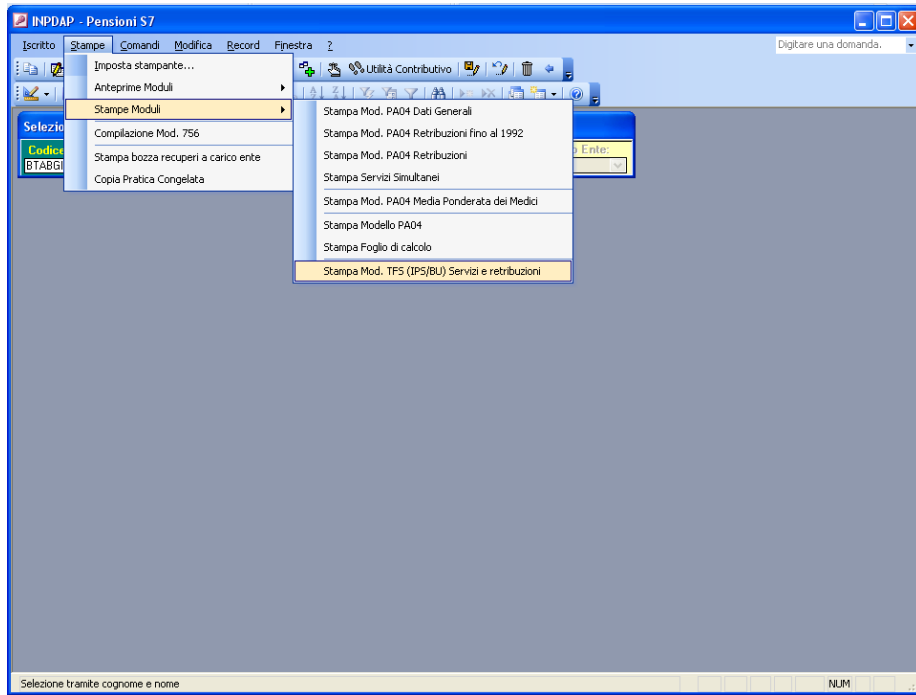 INPDAP - Pensioni S7
Iscritto Stampe Comandi Modifica Record Finestra ? Digitare una domanda.
Utilità Contributivo
Imposta stampante...
Anteprime Moduli
Stampe Moduli
Compilazione Mod. 756
Stampa bozza recuperi a carico ente
Copia Pratica Congelata
Stampa Mod. PA04 Dati Generali
Stampa Mod. PA04 Retribuzioni fino al 1992
Stampa Mod. PA04 Retribuzioni
Stampa Servizi Simultanei
Stampa Mod. PA04 Media Ponderata dei Medici
Stampa Modello PA04
Stampa Foglio di calcolo
Stampa Mod. TFS (IPS/BU) Servizi e retribuzioni
Selezio
Codice
Ente:
BTABGI
Selezione tramite cognome e nome NUM